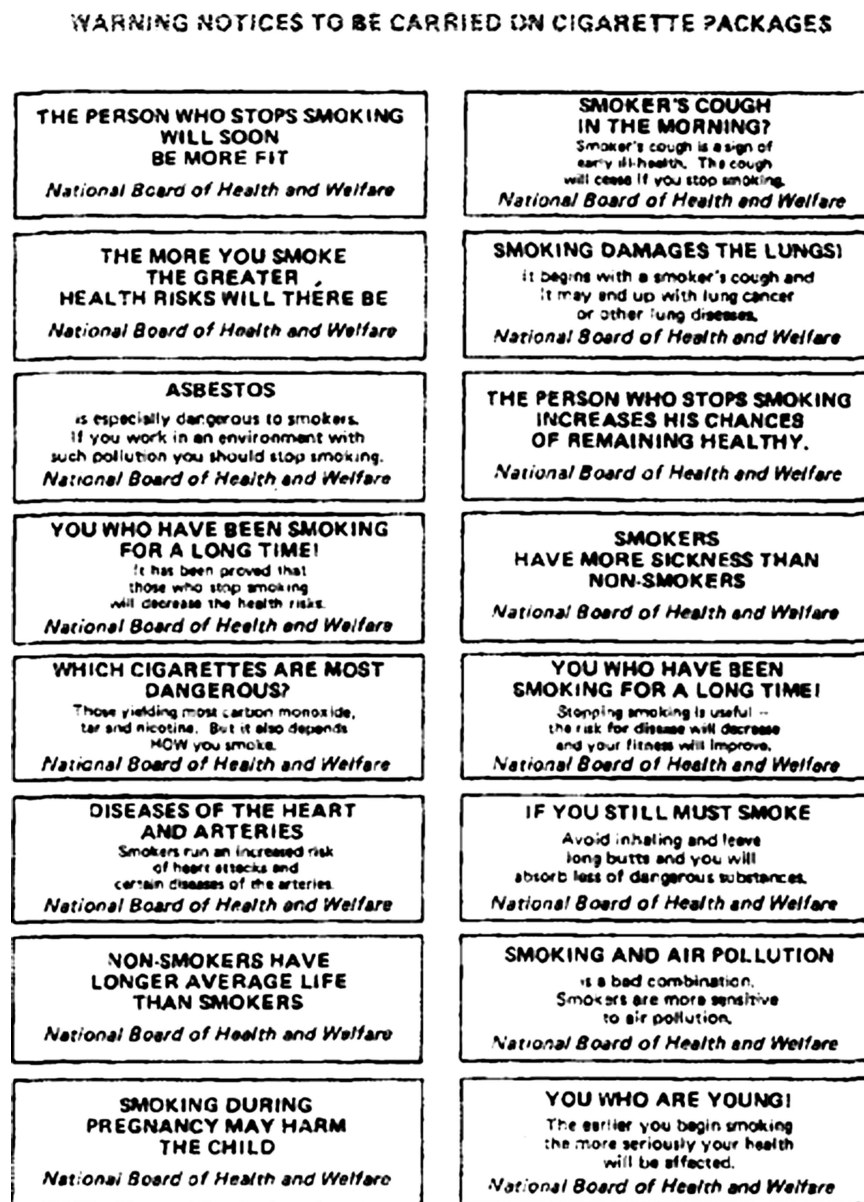 WARNING NOTICES TO BE CARRIED ON CIGARETTE PACKAGES
THE PERSON WHO STOPS SMOKING
WILL SOON
BE MORE FIT
National Board of Health and Welfare
THE MORE YOU SMOKE
THE GREATER
HEALTH RISKS WILL THERE BE
National Board of Health and Welfare
ASBESTOS
is especially dangerous to smokers.
If you work in an environment with
such pollution you should stop smoking.
National Board of Health and Welfare
YOU WHO HAVE BEEN SMOKING
FOR A LONG TIME!
It has been proved that
those who stop smoking
will decrease the health risks.
National Board of Health and Welfare
WHICH CIGARETTES ARE MOST
DANGEROUS?
Those yielding most carbon monoxide,
tar and nicotine. But it also depends
HOW you smoke.
National Board of Health and Welfare
DISEASES OF THE HEART
AND ARTERIES
Smokers run an increased risk
of heart attacks and
certain diseases of the arteries.
National Board of Health and Welfare
NON-SMOKERS HAVE
LONGER AVERAGE LIFE
THAN SMOKERS
National Board of Health and Welfare
SMOKING DURING
PREGNANCY MAY HARM
THE CHILD
National Board of Health and Welfare
SMOKER'S COUGH
IN THE MORNING?
Smoker's cough is a sign of
early ill-health. The cough
will cease if you stop smoking.
National Board of Health and Welfare
SMOKING DAMAGES THE LUNGS!
It begins with a smoker's cough and
it may end up with lung cancer
or other lung diseases.
National Board of Health and Welfare
THE PERSON WHO STOPS SMOKING
INCREASES HIS CHANCES
OF REMAINING HEALTHY.
National Board of Health and Welfare
SMOKERS
HAVE MORE SICKNESS THAN
NON-SMOKERS
National Board of Health and Welfare
YOU WHO HAVE BEEN
SMOKING FOR A LONG TIME!
Stopping smoking is useful –
the risk for disease will decrease
and your fitness will improve.
National Board of Health and Welfare
IF YOU STILL MUST SMOKE
Avoid inhaling and leave
long butts and you will
absorb less of dangerous substances.
National Board of Health and Welfare
SMOKING AND AIR POLLUTION
is a bad combination.
Smokers are more sensitive
to air pollution.
National Board of Health and Welfare
YOU WHO ARE YOUNG!
The earlier you begin smoking
the more seriously your health
will be affected.
National Board of Health and Welfare